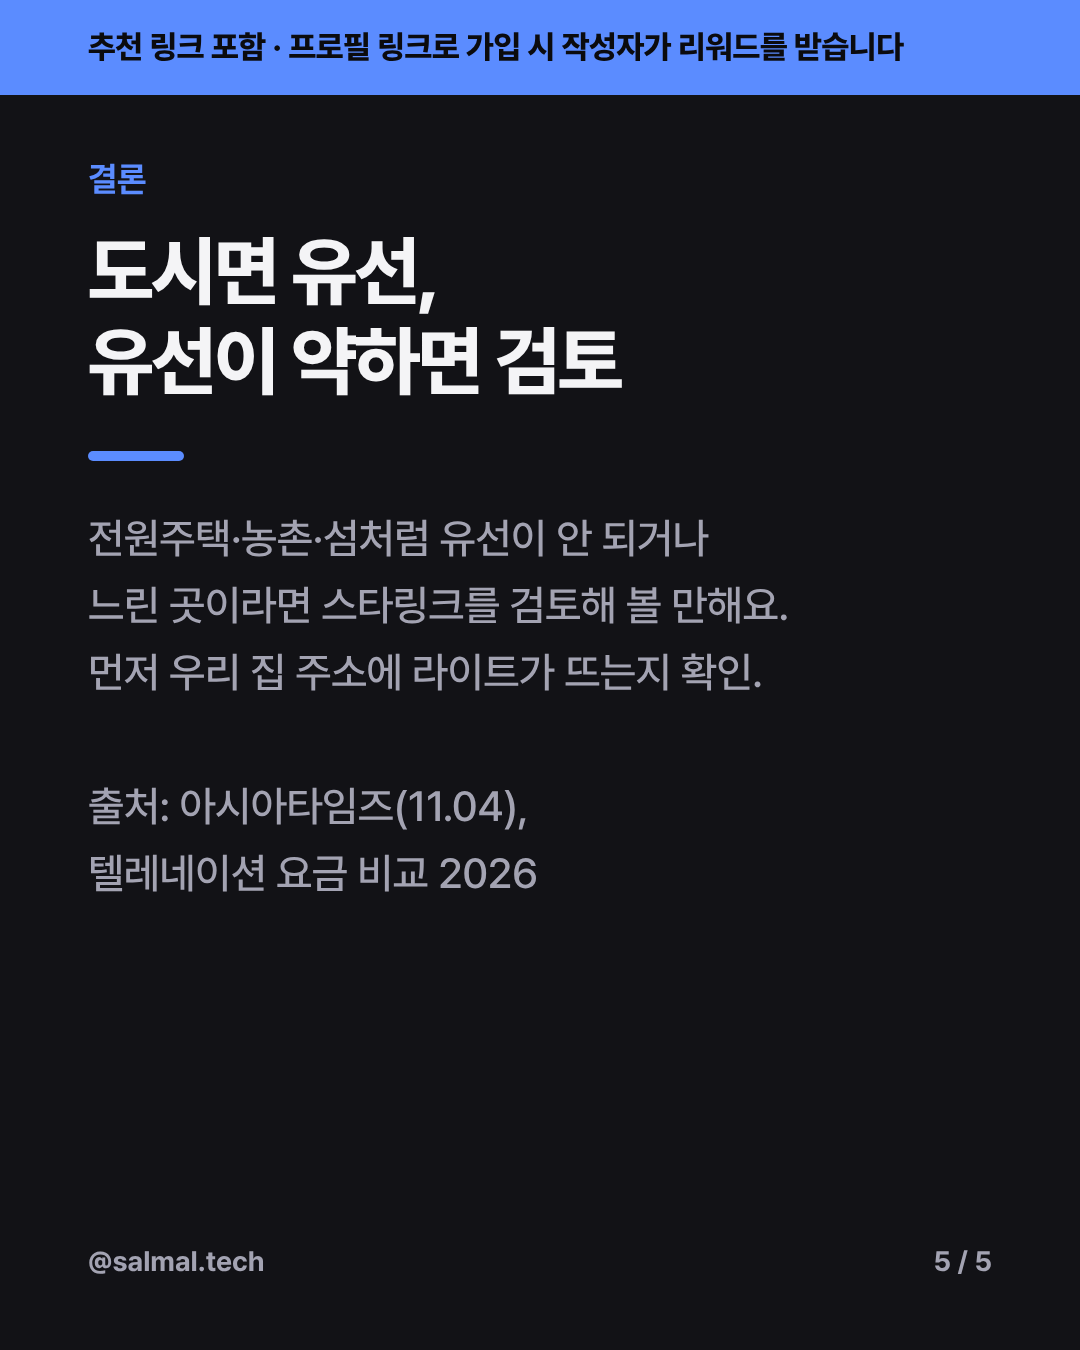 추천 링크 포함 · 프로필 링크로 가입 시 작성자가 리워드를 받습니다
결론
도시면 유선,
유선이 약하면 검토
전원주택·농촌·섬처럼 유선이 안 되거나
느린 곳이라면 스타링크를 검토해 볼 만해요.
먼저 우리 집 주소에 라이트가 뜨는지 확인.
출처: 아시아타임즈(11.04),
텔레네이션 요금 비교 2026
@salmal.tech
5 / 5